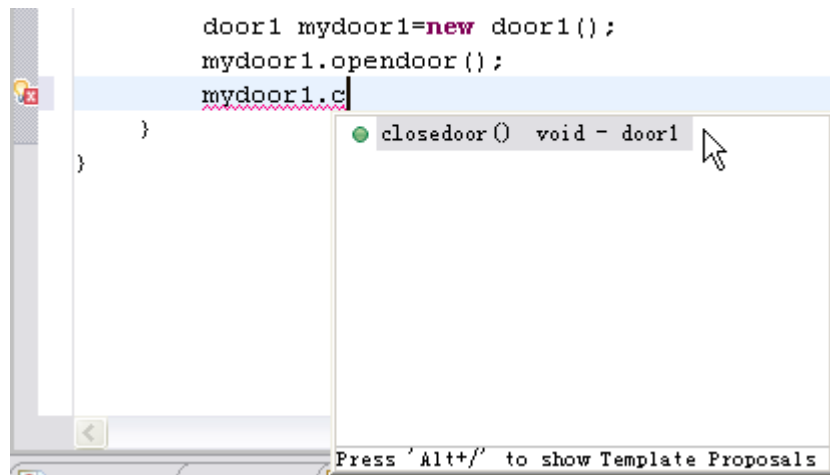 door1 mydoor1=new door1();
mydoor1.opendoor();
mydoor1.c
closedoor() void - door1
}
}
Press 'Alt+/' to show Template Proposals